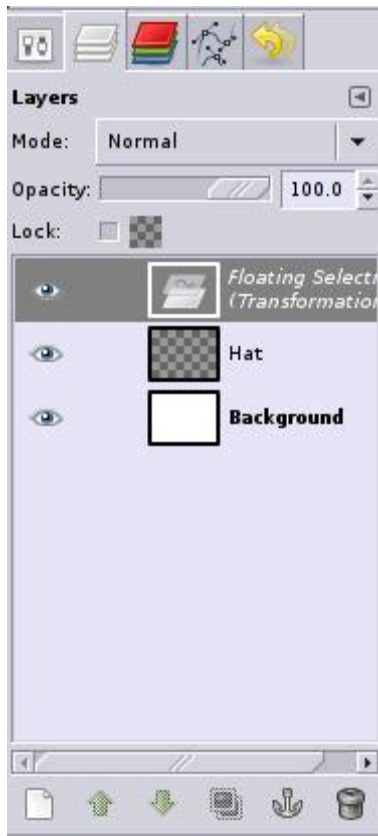 Layers
Mode: Normal
Opacity: 100.0
Lock:
Floating Selecti
(Transformation
Hat
Background